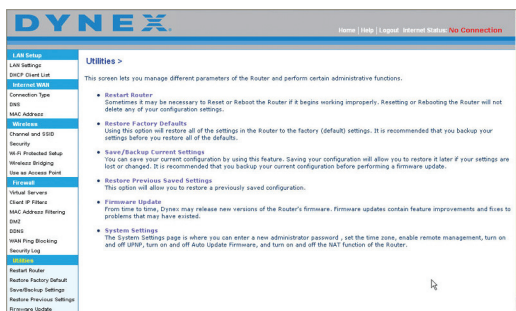 DYNEX
Home | Help | Logout Internet Status: No Connection
LAN Setup
LAN Settings
DHCP Client List
Internet WAN
Connection Type
DNS
MAC Address
Wireless
Channel and SSID
Security
Wi-Fi Protected Setup
Wireless Bridging
Use as Access Point
Firewall
Virtual Servers
Client IP Filters
MAC Address Filtering
DMZ
DDNS
WAN Ping Blocking
Security Log
Utilities
Restart Router
Restore Factory Default
Save/Backup Settings
Restore Previous Settings
Firmware Update
Utilities >
This screen lets you manage different parameters of the Router and perform certain administrative functions.
• Restart Router
Sometimes it may be necessary to Reset or Reboot the Router if it begins working improperly. Resetting or Rebooting the Router will not
delete any of your configuration settings.
• Restore Factory Defaults
Using this option will restore all of the settings in the Router to the factory (default) settings. It is recommended that you backup your
settings before you restore all of the defaults.
• Save/Backup Current Settings
You can save your current configuration by using this feature. Saving your configuration will allow you to restore it later if your settings are
lost or changed. It is recommended that you backup your current configuration before performing a firmware update.
• Restore Previous Saved Settings
This option will allow you to restore a previously saved configuration.
• Firmware Update
From time to time, Dynex may release new versions of the Router's firmware. Firmware updates contain feature improvements and fixes to
problems that may have existed.
• System Settings
The System Settings page is where you can enter a new administrator password , set the time zone, enable remote management, turn on
and off UPNP, turn on and off Auto Update Firmware, and turn on and off the NAT function of the Router.